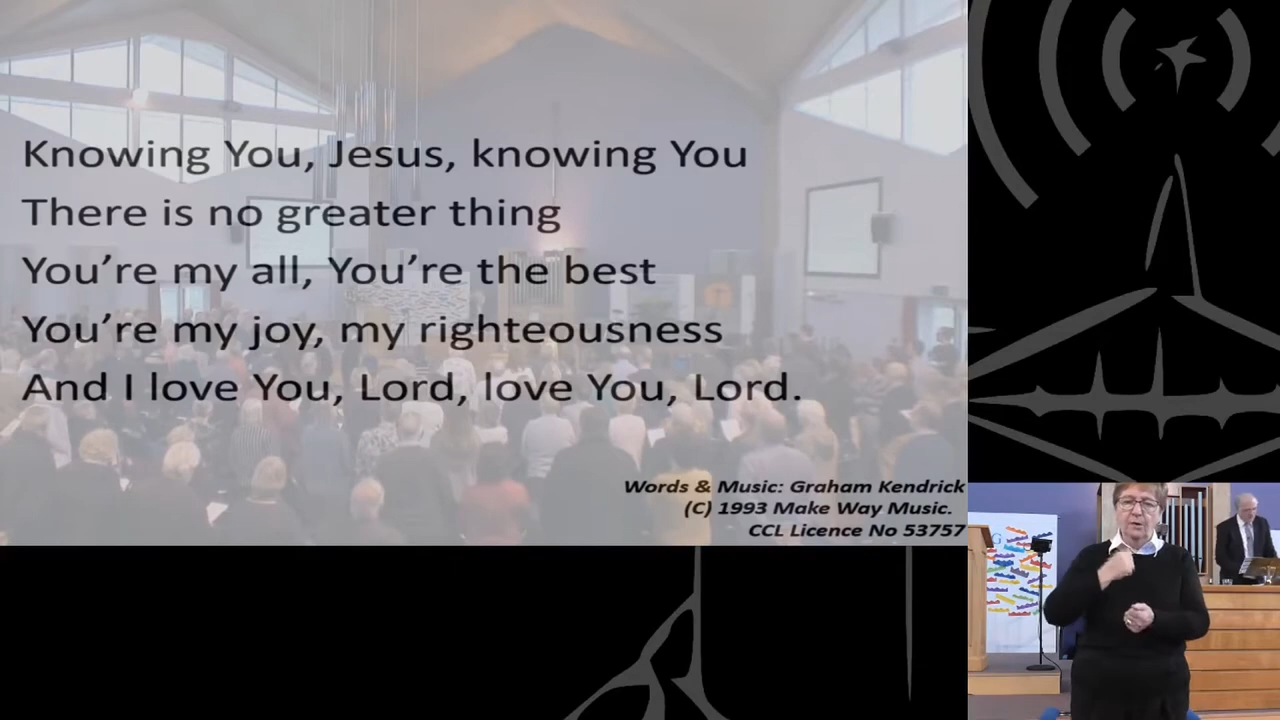 Knowing You, Jesus, knowing You
There is no greater thing
You’re my all, You’re the best
You’re my joy, my righteousness
And I love You, Lord, love You, Lord.
Words & Music: Graham Kendrick
(C) 1993 Make Way Music.
CCL Licence No 53757